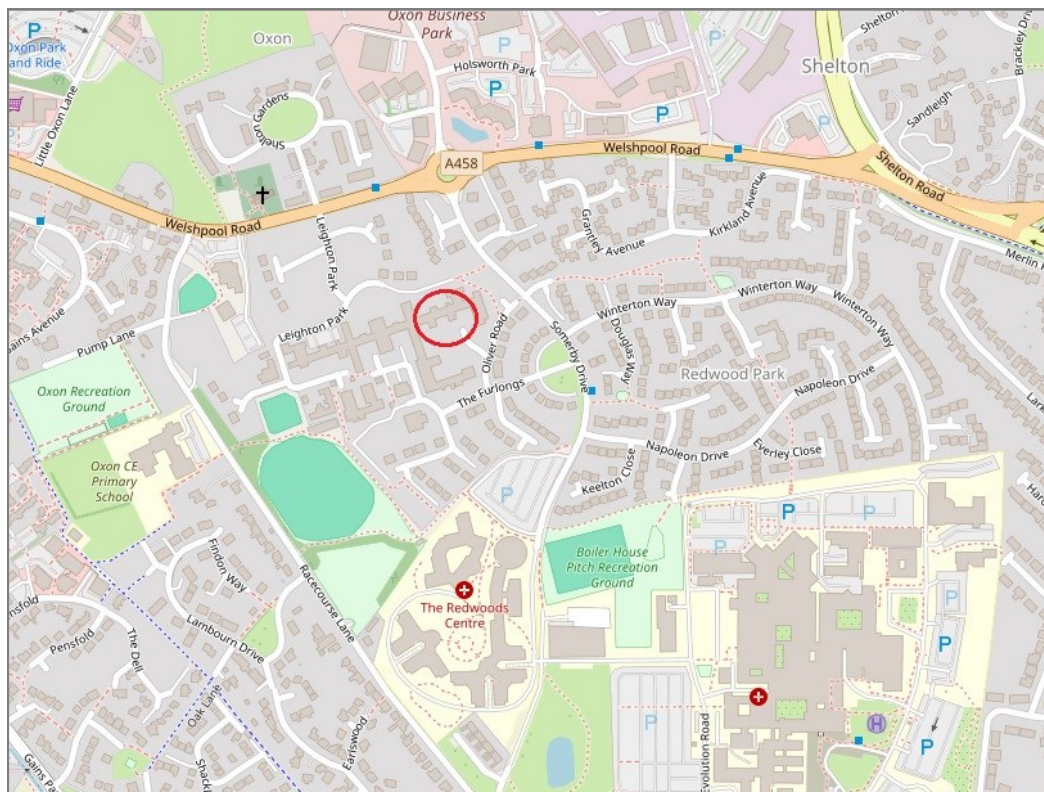 Oxon Business
Park
Oxon
P
Oxon Park
and Ride
Holsworth Park
P
P
Shelton
Brackley Drive
Sandleigh
Little Oxon Lane
Shelton Gardens
P
P
P
A458
Welshpool Road
Shelton Road
Welshpool Road
Leighton Park
Grantley
Avenue
Kirkland Avenue
Merlin
Gains Avenue
Pump Lane
Leighton Park
Oliver Road
Somerby Drive
Winterton Way
Winterton Way
Winterton Way
Douglas Way
Redwood Park
The Furlongs
Napoleon Drive
Oxon Recreation
Ground
Oxon CE
Primary
School
Napoleon Drive
Everley Close
Keelton Close
P
P
P
P
Boiler House
Pitch Recreation
Ground
Findon Way
Racecourse Lane
The Redwoods
Centre
Pensfold
Pensfold
The Dell
Lambourn Drive
Oak Lane
Earlswood
P
P
H
P
Evolution Road